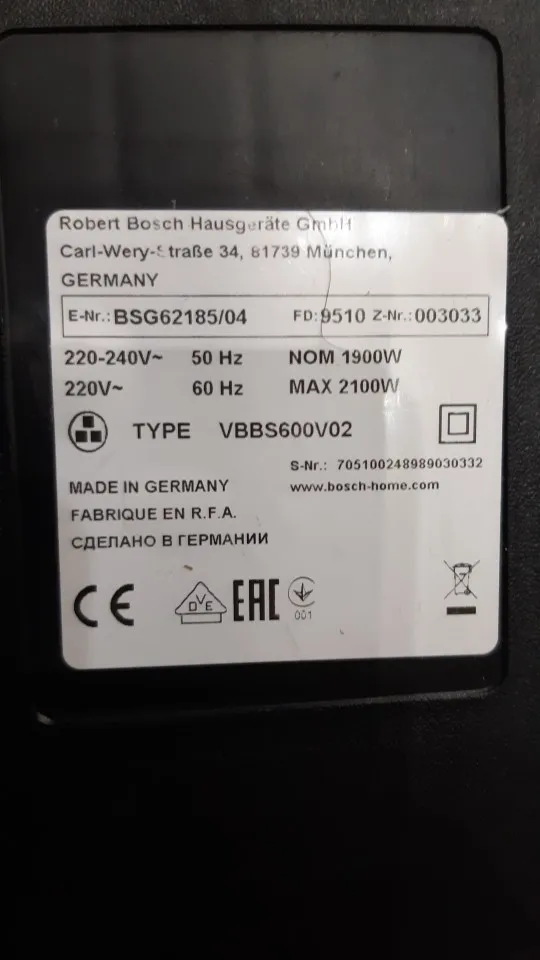 Robert Bosch Hausgeräte GmbH
Carl-Wery-Straße 34, 81739 München,
GERMANY
E-Nr.: BSG62185/04 FD: 9510 Z-Nr.: 003033
220-240V~ 50 Hz NOM 1900W
220V~ 60 Hz MAX 2100W
TYPE VBBS600V02
S-Nr.: 705100248989030332
MADE IN GERMANY www.bosch-home.com
FABRIQUE EN R.F.A.
СДЕЛАНО В ГЕРМАНИИ
CE DVE EAC 001